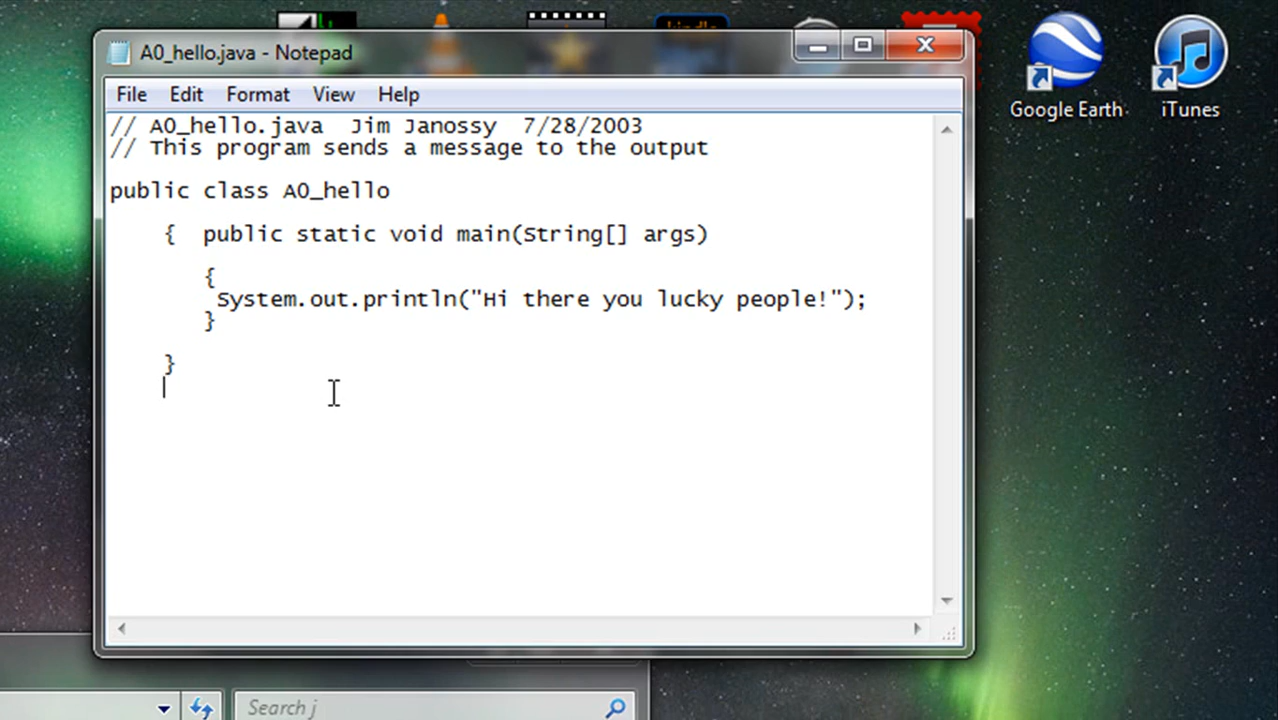 A0_hello.java - Notepad
File Edit Format View Help
// A0_hello.java  Jim Janossy  7/28/2003
// This program sends a message to the output
public class A0_hello
{  public static void main(String[] args)
{
System.out.println("Hi there you lucky people!");
}
}
Google Earth
iTunes
Search j